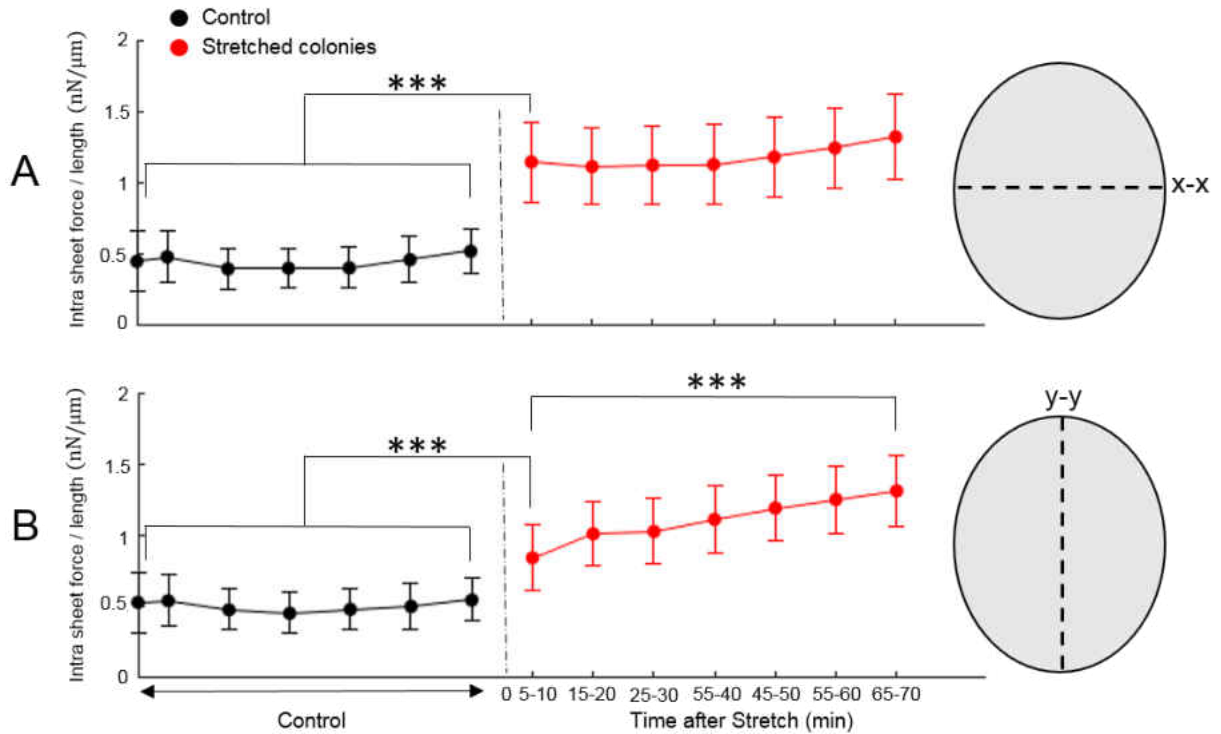 Control
Stretched colonies
A
Intra sheet force / length (nN/μm)
2
1.5
1
0.5
0
***
x-x
B
Intra sheet force / length (nN/μm)
2
1.5
1
0.5
0
***
***
y-y
0 5-10 15-20 25-30 55-40 45-50 55-60 65-70
Control
Time after Stretch (min)